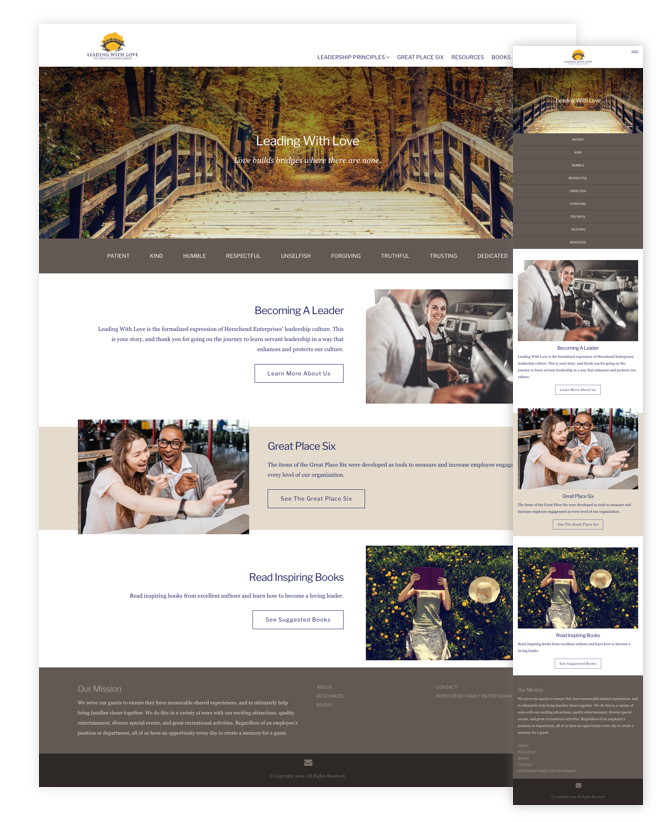 LEADING WITH LOVE
LEADERSHIP PRINCIPLES
GREAT PLACE SIX
RESOURCES
BOOKS
Leading With Love
Love builds bridges where there are none.
PATIENT
KIND
HUMBLE
RESPECTFUL
UNSELFISH
FORGIVING
TRUTHFUL
TRUSTING
DEDICATED
Becoming A Leader
Leading With Love is the formalized expression of Herschend Enterprises' leadership culture. This
is your story, and thank you for going on the journey to learn servant leadership in a way that
enhances and protects our culture.
Learn More About Us
Great Place Six
The items of the Great Place Six were developed as tools to measure and increase employee engag
every level of our organization.
See The Great Place Six
Read Inspiring Books
Read inspiring books from excellent authors and learn how to become a loving leader.
See Suggested Books
Our Mission
We serve our guests to ensure they have memorable shared experiences, and to ultimately help
bring families closer together. We do this in a variety of ways with our exciting attractions, quality
entertainment, diverse special events, and great recreational activities. Regardless of an employee's
position or department, all of us have an opportunity every day to create a memory for a guest.
ABOUT
RESOURCES
BOOKS
CONTACT
HERSCHEND FAMILY ENTERTAINME
© Copyright 2019. All Rights Reserved.
LEADING WITH LOVE
Leading With Love
PATIENT
KIND
HUMBLE
RESPECTFUL
UNSELFISH
FORGIVING
TRUTHFUL
TRUSTING
DEDICATED
Becoming A Leader
Leading With Love is the formalized expression of Herschend Enterprises'
leadership culture. This is your story, and thank you for going on the
journey to learn servant leadership in a way that enhances and protects our
culture.
Learn More About Us
Great Place Six
The items of the Great Place Six were developed as tools to measure and
increase employee engagement at every level of our organization.
See The Great Place Six
Read Inspiring Books
Read inspiring books from excellent authors and learn how to become a
loving leader.
See Suggested Books
Our Mission
We serve our guests to ensure they have memorable shared experiences, and
to ultimately help bring families closer together. We do this in a variety of
ways with our exciting attractions, quality entertainment, diverse special
events, and great recreational activities. Regardless of an employee's
position or department, all of us have an opportunity every day to create a
memory for a guest.
ABOUT
RESOURCES
BOOKS
CONTACT
HERSCHEND FAMILY ENTERTAINMENT
© Copyright 2019. All Rights Reserved.